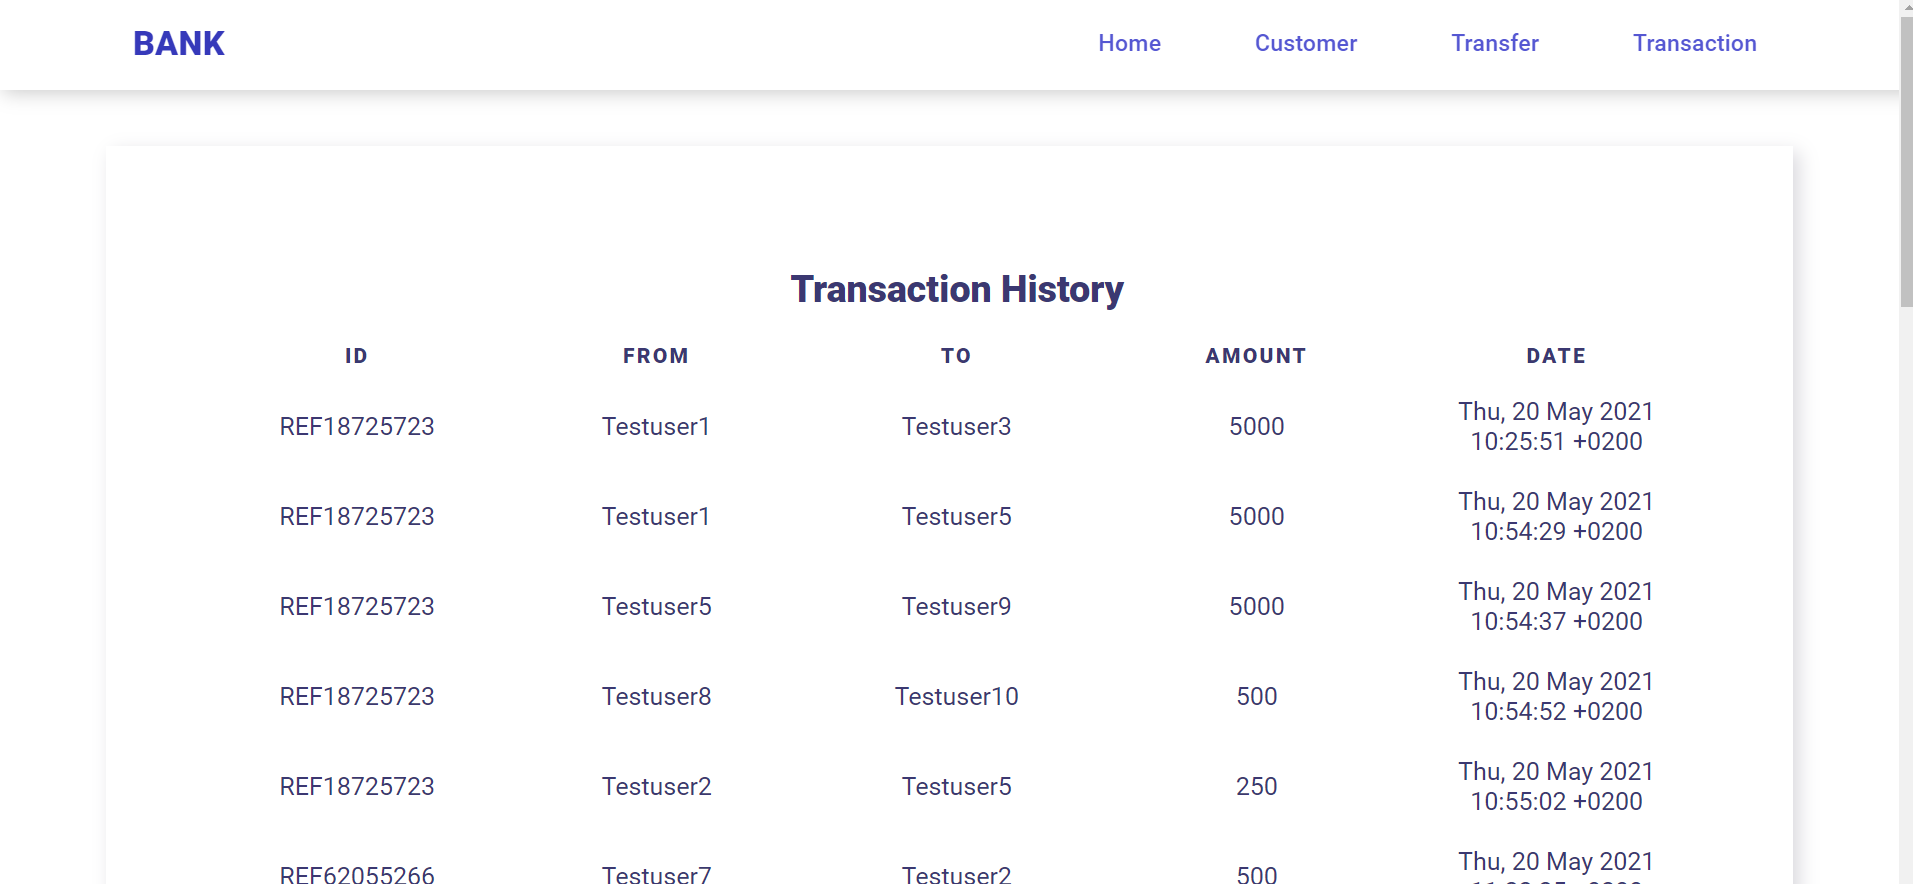 BANK Home Customer Transfer Transaction
Transaction History
ID FROM TO AMOUNT DATE
REF18725723 Testuser1 Testuser3 5000 Thu, 20 May 2021
10:25:51 +0200
REF18725723 Testuser1 Testuser5 5000 Thu, 20 May 2021
10:54:29 +0200
REF18725723 Testuser5 Testuser9 5000 Thu, 20 May 2021
10:54:37 +0200
REF18725723 Testuser8 Testuser10 500 Thu, 20 May 2021
10:54:52 +0200
REF18725723 Testuser2 Testuser5 250 Thu, 20 May 2021
10:55:02 +0200
REF62055266 Testuser7 Testuser2 500 Thu, 20 May 2021